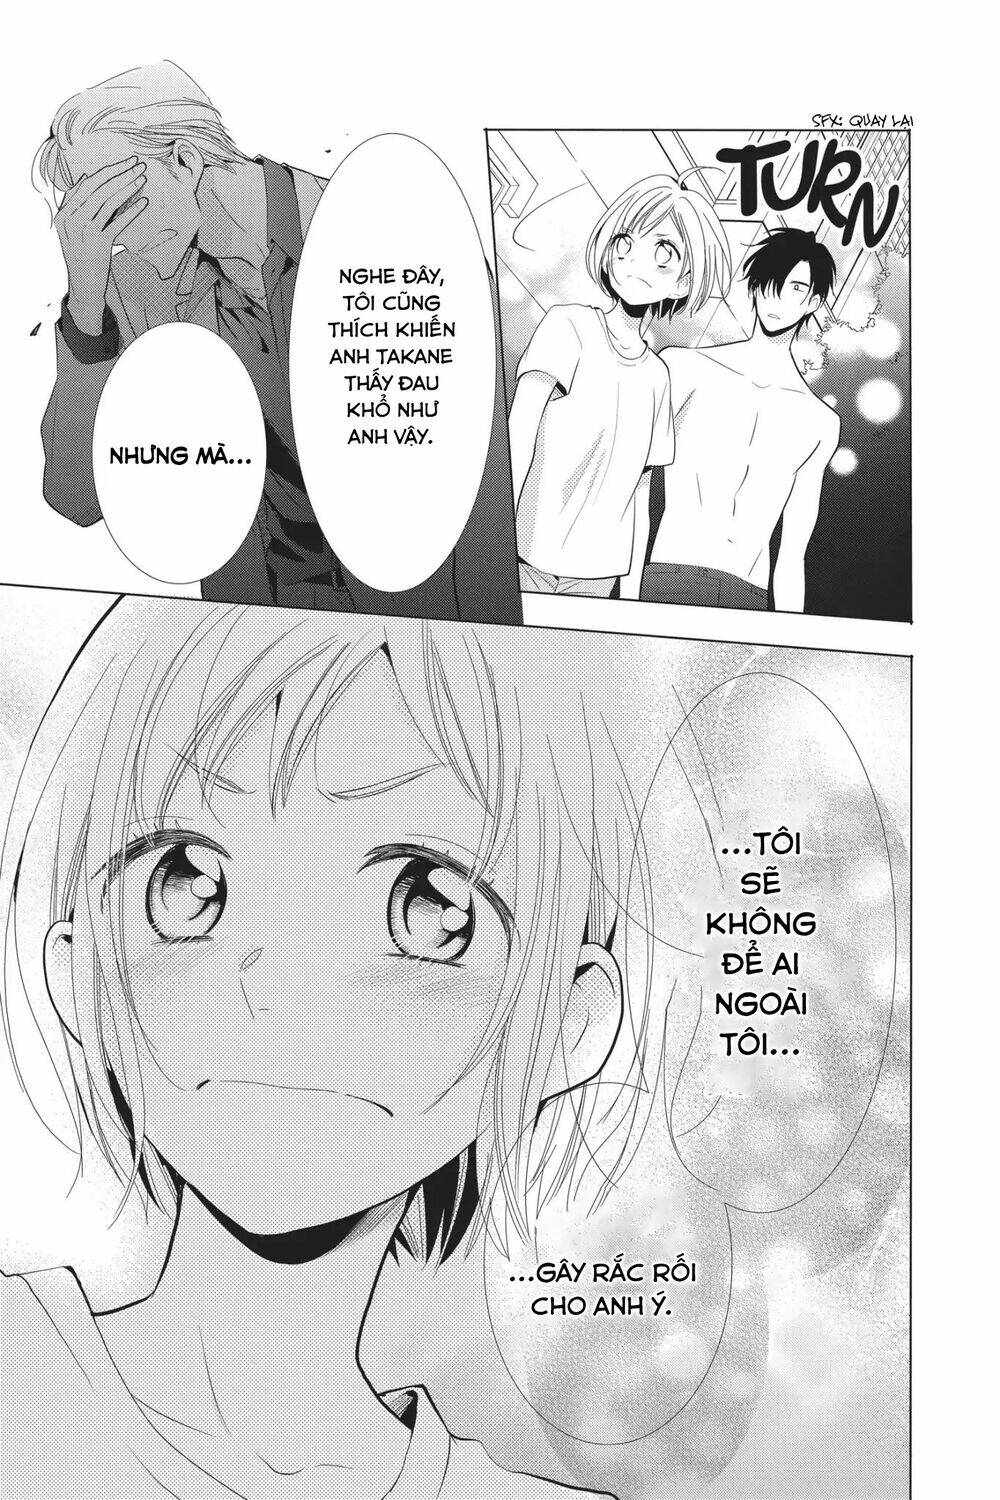 SFX: QUAY LẠI
TURN
NGHE ĐÂY,
TÔI CŨNG
THÍCH KHIẾN
ANH TAKANE
THẤY ĐAU
KHỔ NHƯ
ANH VẬY.
NHƯNG MÀ...
...TÔI
SẼ
KHÔNG
ĐỂ AI
NGOÀI
TÔI...
...GÂY RẮC RỐI
CHO ANH Ý.